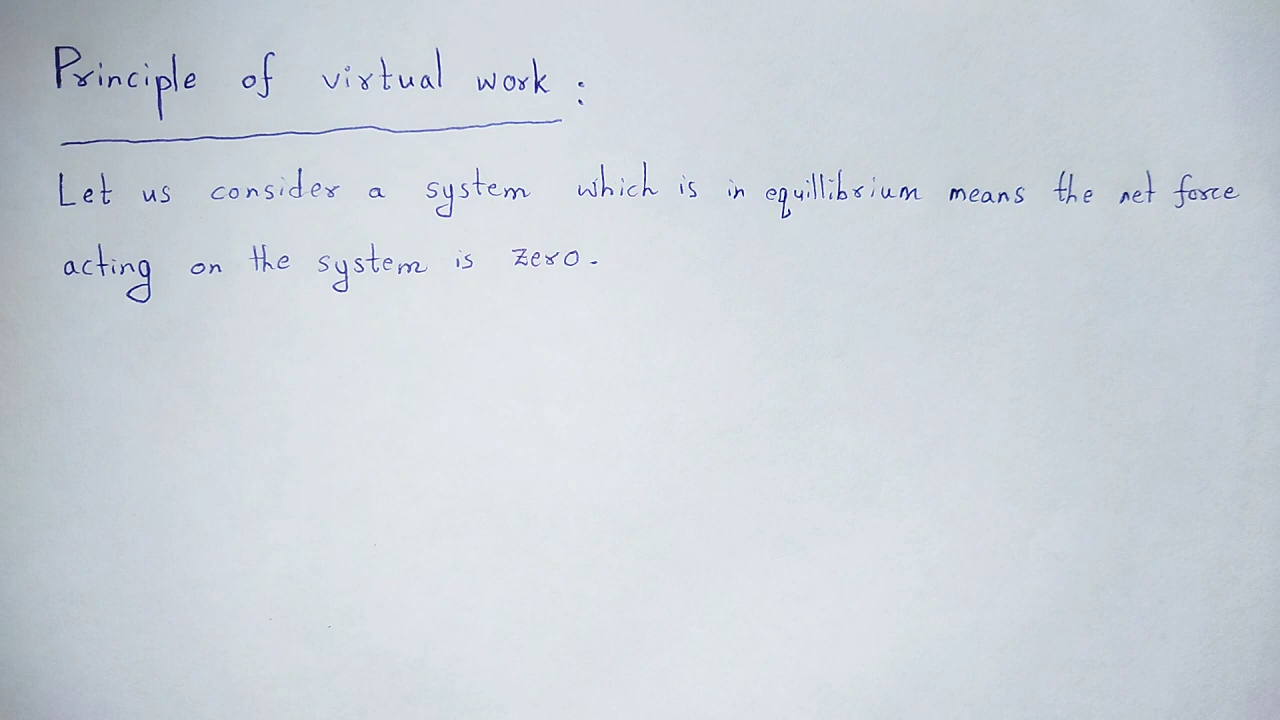 Principle of virtual work :
Let us consider a system which is in equillibrium means the net force
acting on the system is zero.